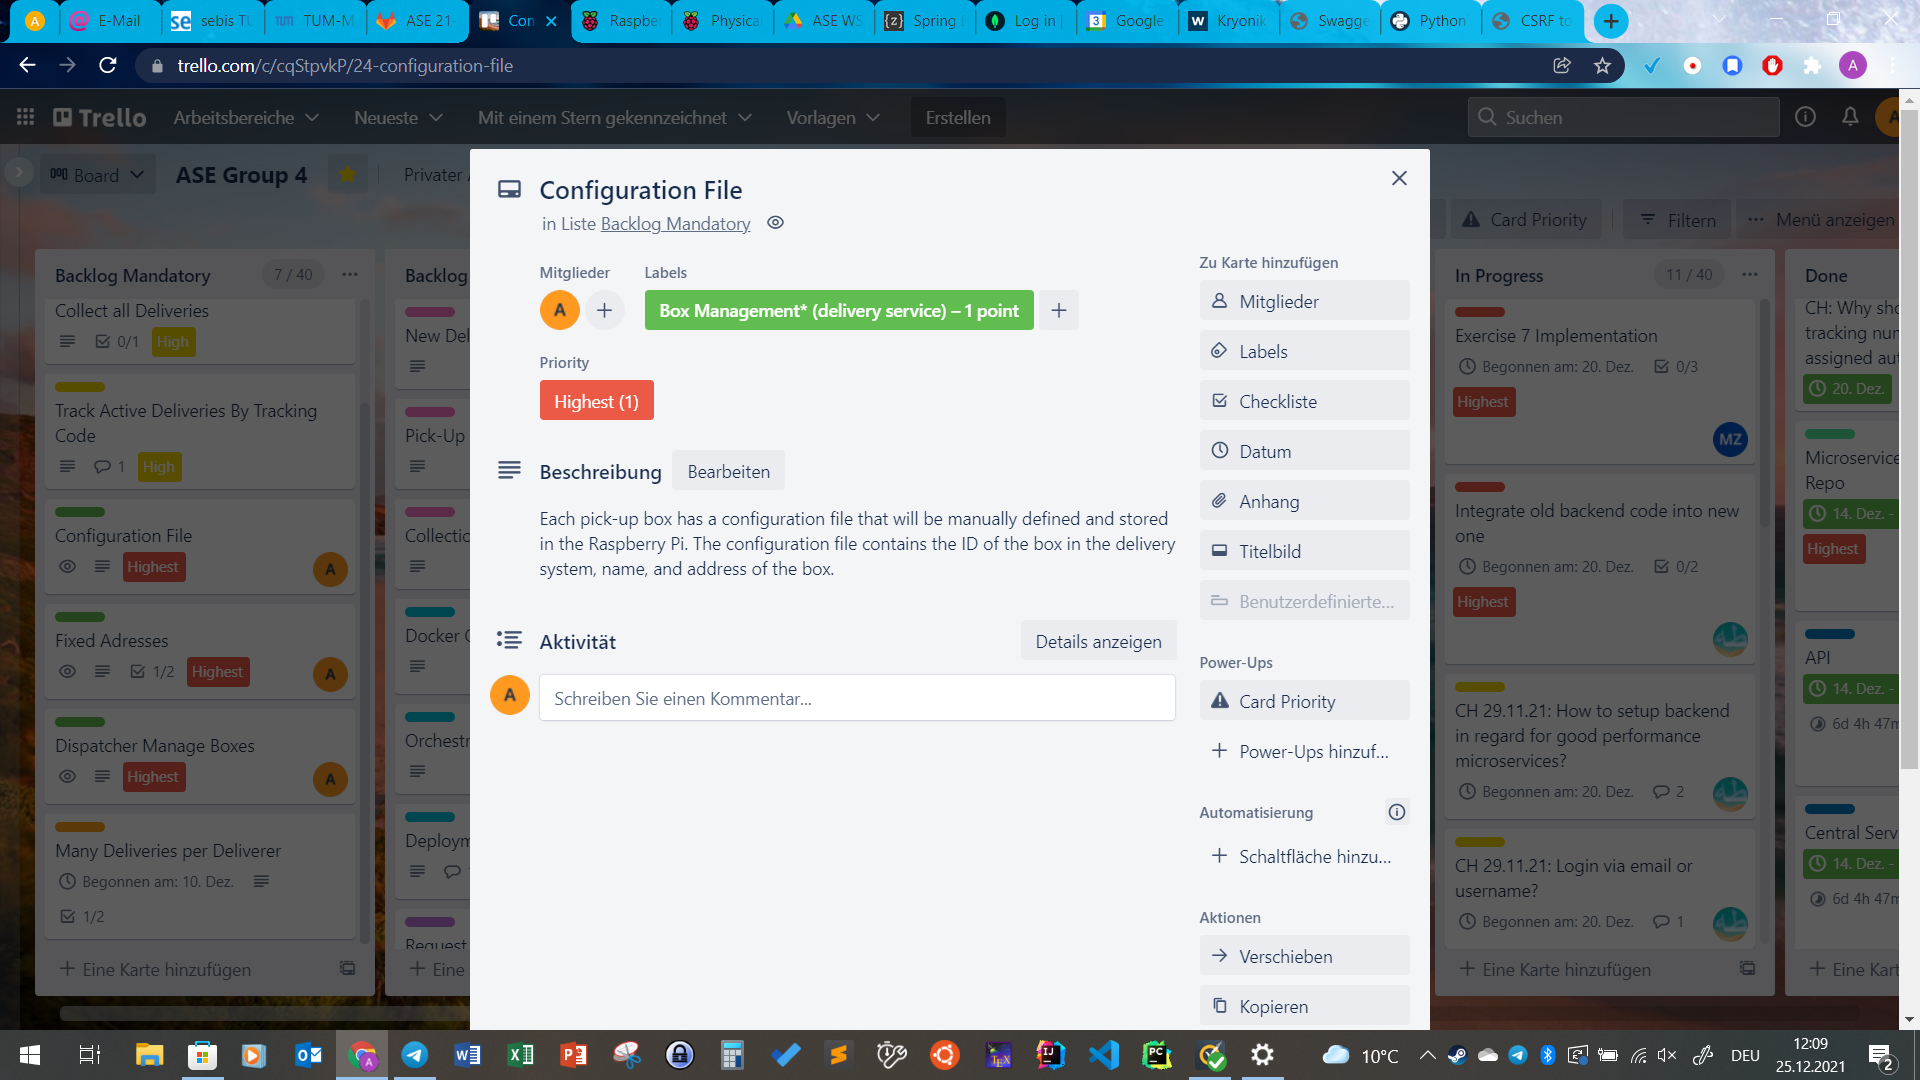 E-Mail
sebis TU
TUM-M
ASE 21-
Con
Raspbe
Physica
ASE WS
Spring
Log in
Google
Kryonik
Swagge
Python
CSRF to
trello.com/c/cqStpvkP/24-configuration-file
A
Trello
Arbeitsbereiche
Neueste
Mit einem Stern gekennzeichnet
Vorlagen
Erstellen
Suchen
Board
ASE Group 4
Privater
Card Priority
Filtern
Menü anzeigen
Backlog Mandatory
7 / 40
Collect all Deliveries
0/1
High
Track Active Deliveries By Tracking
Code
1
High
Configuration File
Highest
A
Fixed Adresses
1/2
Highest
A
Dispatcher Manage Boxes
Highest
A
Many Deliveries per Deliverer
Begonnen am: 10. Dez.
1/2
Eine Karte hinzufügen
Backlog
New Del
Pick-Up
Collectio
Docker
Orchestr
Deploym
Request
Eine
Configuration File
in Liste Backlog Mandatory
Mitglieder
Labels
A
Box Management* (delivery service) – 1 point
Priority
Highest (1)
Beschreibung
Bearbeiten
Each pick-up box has a configuration file that will be manually defined and stored
in the Raspberry Pi. The configuration file contains the ID of the box in the delivery
system, name, and address of the box.
Aktivität
Details anzeigen
A
Schreiben Sie einen Kommentar...
Zu Karte hinzufügen
Mitglieder
Labels
Checkliste
Datum
Anhang
Titelbild
Benutzerdefinierte...
Power-Ups
Card Priority
Power-Ups hinzuf...
Automatisierung
Schaltfläche hinzu...
Aktionen
Verschieben
Kopieren
In Progress
11 / 40
Exercise 7 Implementation
Begonnen am: 20. Dez.
0/3
Highest
MZ
Integrate old backend code into new
one
Begonnen am: 20. Dez.
0/2
Highest
CH 29.11.21: How to setup backend
in regard for good performance
microservices?
Begonnen am: 20. Dez.
2
CH 29.11.21: Login via email or
username?
Begonnen am: 20. Dez.
1
Eine Karte hinzufügen
Done
CH: Why sho
tracking nur
assigned aut
20. Dez.
Microservice
Repo
14. Dez. -
Highest
API
14. Dez. -
6d 4h 47m
Central Serv
14. Dez. -
6d 4h 47m
Eine Kart
10°C
DEU
12:09
25.12.2021
2